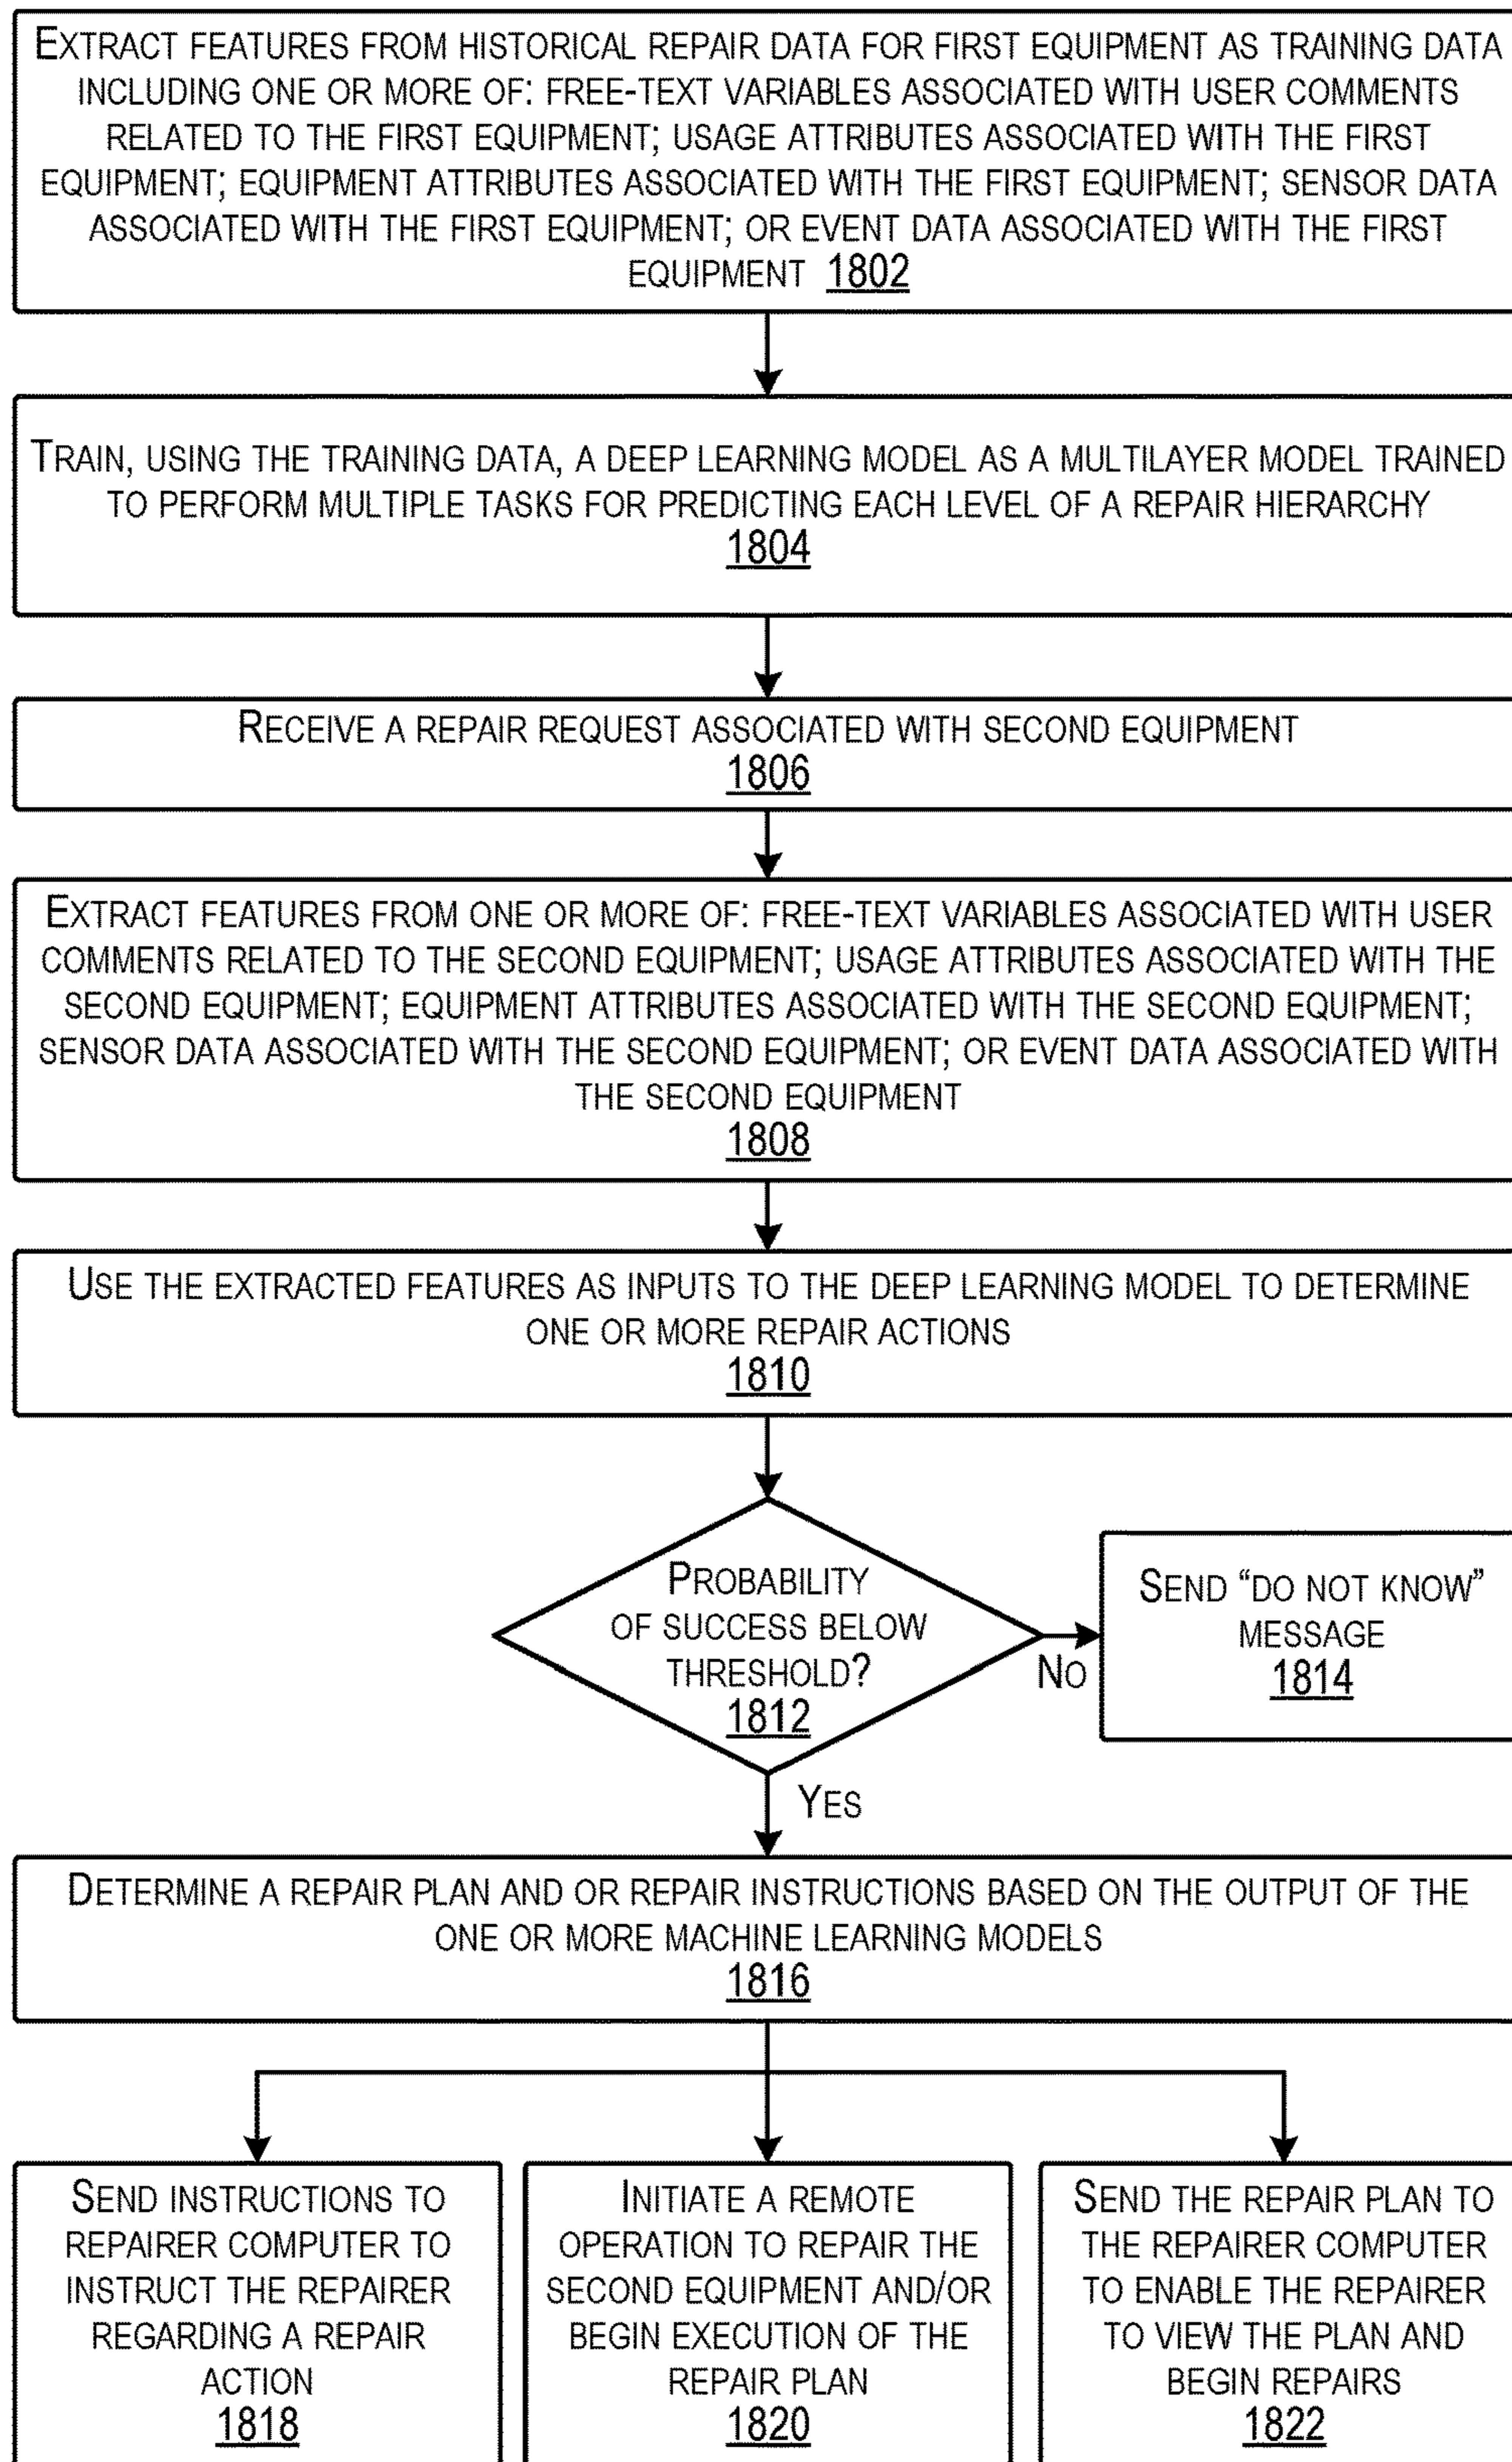 EXTRACT FEATURES FROM HISTORICAL REPAIR DATA FOR FIRST EQUIPMENT AS TRAINING DATA
INCLUDING ONE OR MORE OF: FREE-TEXT VARIABLES ASSOCIATED WITH USER COMMENTS
RELATED TO THE FIRST EQUIPMENT; USAGE ATTRIBUTES ASSOCIATED WITH THE FIRST
EQUIPMENT; EQUIPMENT ATTRIBUTES ASSOCIATED WITH THE FIRST EQUIPMENT; SENSOR DATA
ASSOCIATED WITH THE FIRST EQUIPMENT; OR EVENT DATA ASSOCIATED WITH THE FIRST
EQUIPMENT 1802
TRAIN, USING THE TRAINING DATA, A DEEP LEARNING MODEL AS A MULTILAYER MODEL TRAINED
TO PERFORM MULTIPLE TASKS FOR PREDICTING EACH LEVEL OF A REPAIR HIERARCHY
1804
RECEIVE A REPAIR REQUEST ASSOCIATED WITH SECOND EQUIPMENT
1806
EXTRACT FEATURES FROM ONE OR MORE OF: FREE-TEXT VARIABLES ASSOCIATED WITH USER
COMMENTS RELATED TO THE SECOND EQUIPMENT; USAGE ATTRIBUTES ASSOCIATED WITH THE
SECOND EQUIPMENT; EQUIPMENT ATTRIBUTES ASSOCIATED WITH THE SECOND EQUIPMENT;
SENSOR DATA ASSOCIATED WITH THE SECOND EQUIPMENT; OR EVENT DATA ASSOCIATED WITH
THE SECOND EQUIPMENT
1808
USE THE EXTRACTED FEATURES AS INPUTS TO THE DEEP LEARNING MODEL TO DETERMINE
ONE OR MORE REPAIR ACTIONS
1810
PROBABILITY
OF SUCCESS BELOW
THRESHOLD?
1812
NO
SEND “DO NOT KNOW”
MESSAGE
1814
YES
DETERMINE A REPAIR PLAN AND OR REPAIR INSTRUCTIONS BASED ON THE OUTPUT OF THE
ONE OR MORE MACHINE LEARNING MODELS
1816
SEND INSTRUCTIONS TO
REPAIRER COMPUTER TO
INSTRUCT THE REPAIRER
REGARDING A REPAIR
ACTION
1818
INITIATE A REMOTE
OPERATION TO REPAIR THE
SECOND EQUIPMENT AND/OR
BEGIN EXECUTION OF THE
REPAIR PLAN
1820
SEND THE REPAIR PLAN TO
THE REPAIRER COMPUTER
TO ENABLE THE REPAIRER
TO VIEW THE PLAN AND
BEGIN REPAIRS
1822